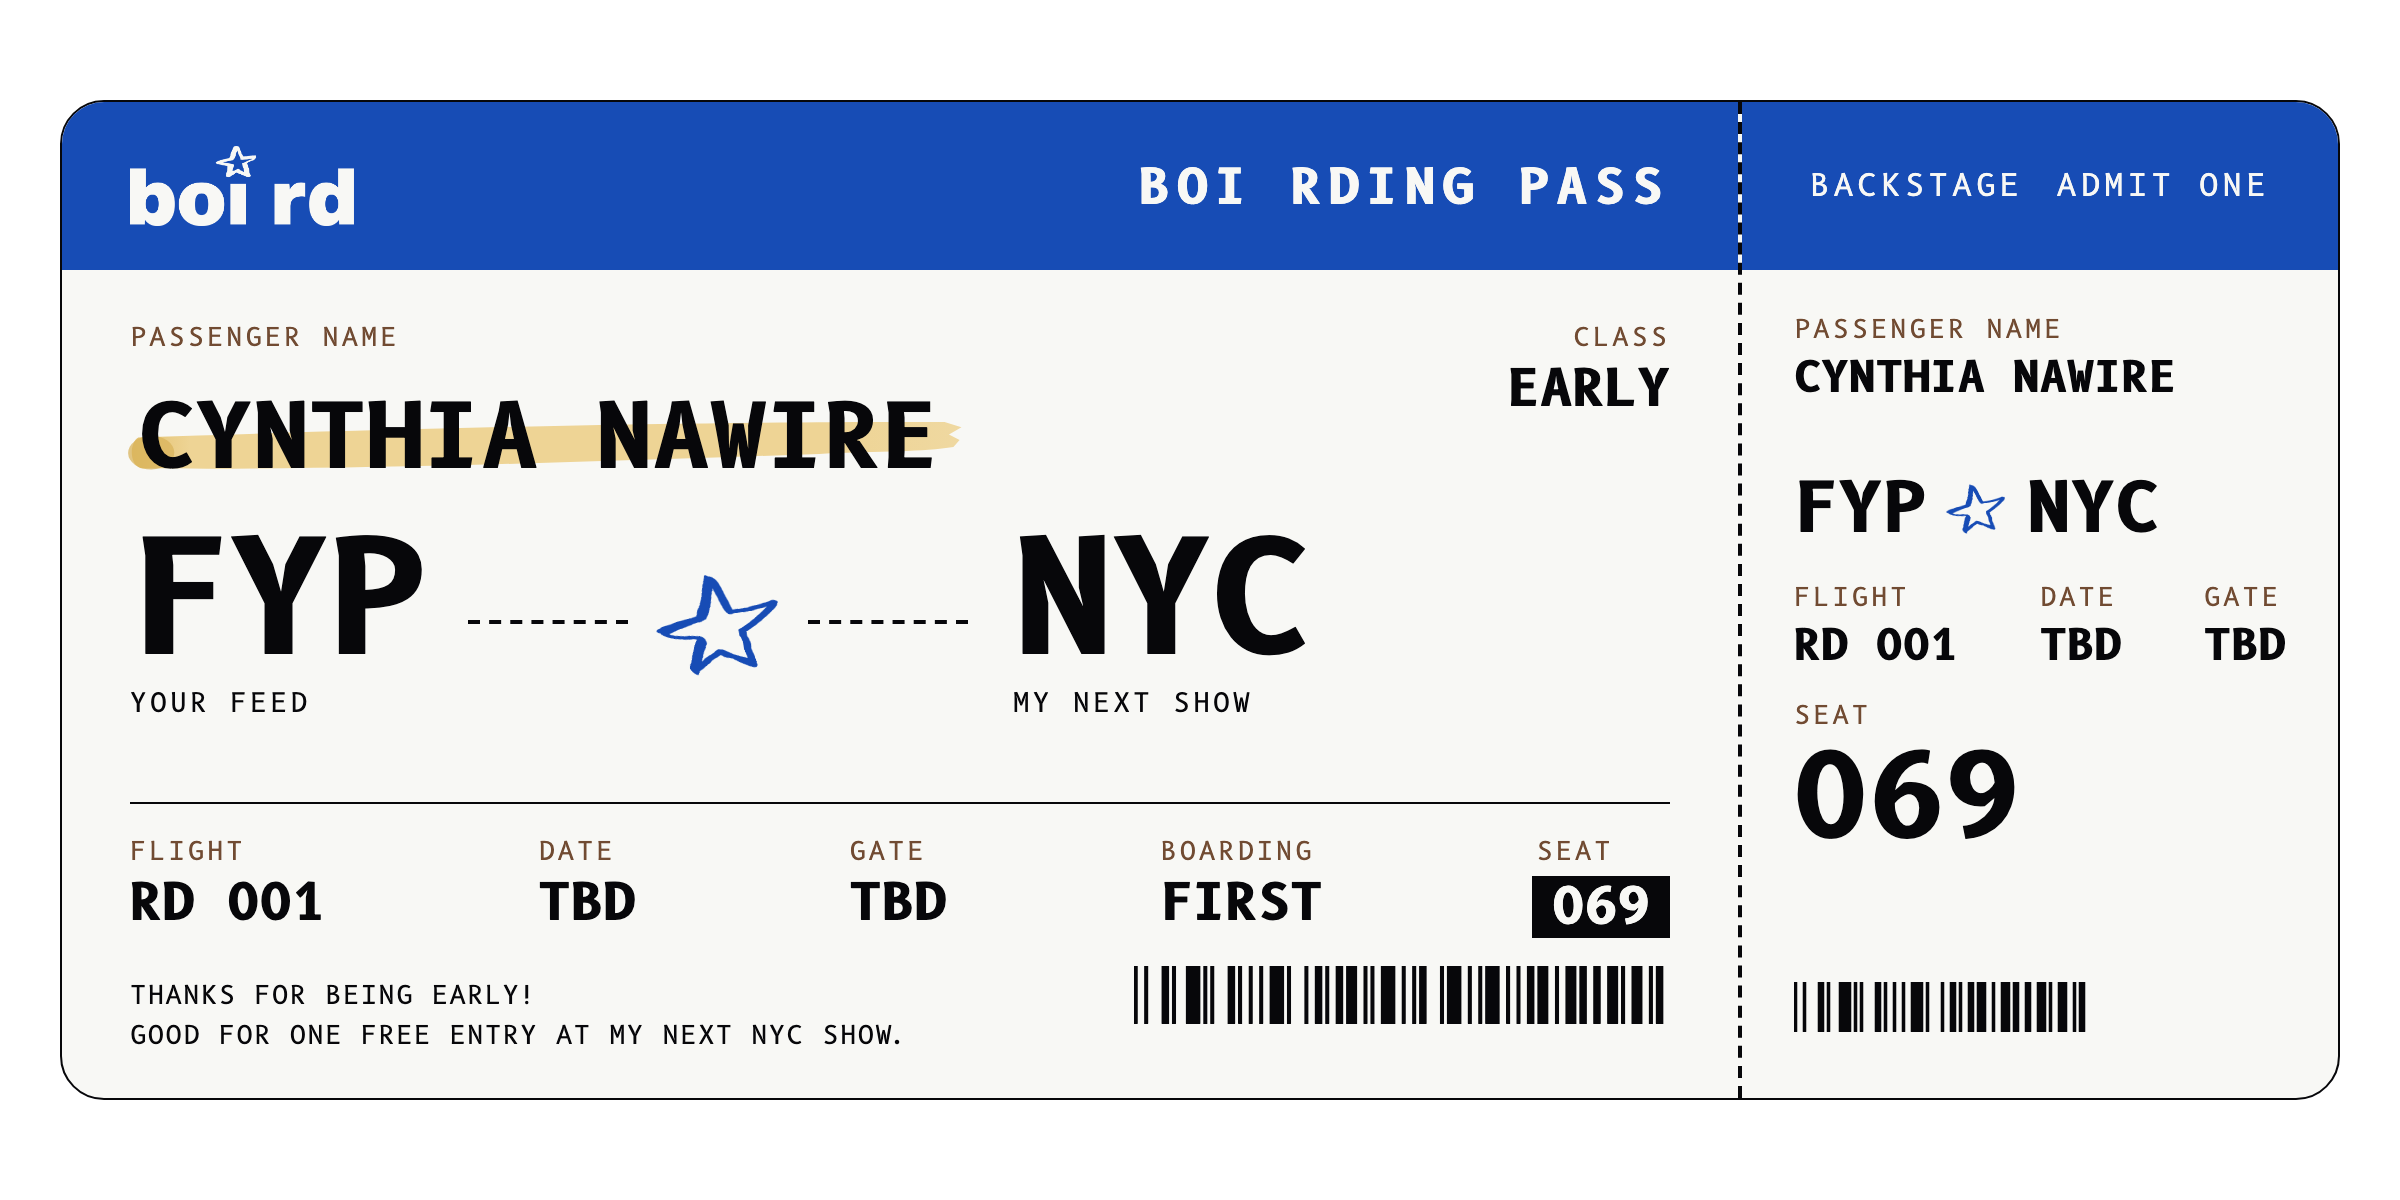 boi rd
BOI RDING PASS
PASSENGER NAME
CYNTHIA NAWIRE
CLASS
EARLY
FYP
NYC
YOUR FEED
MY NEXT SHOW
FLIGHT
RD 001
DATE
TBD
GATE
TBD
BOARDING
FIRST
SEAT
069
THANKS FOR BEING EARLY!
GOOD FOR ONE FREE ENTRY AT MY NEXT NYC SHOW.
BACKSTAGE ADMIT ONE
PASSENGER NAME
CYNTHIA NAWIRE
FYP NYC
FLIGHT
RD 001
DATE
TBD
GATE
TBD
SEAT
069